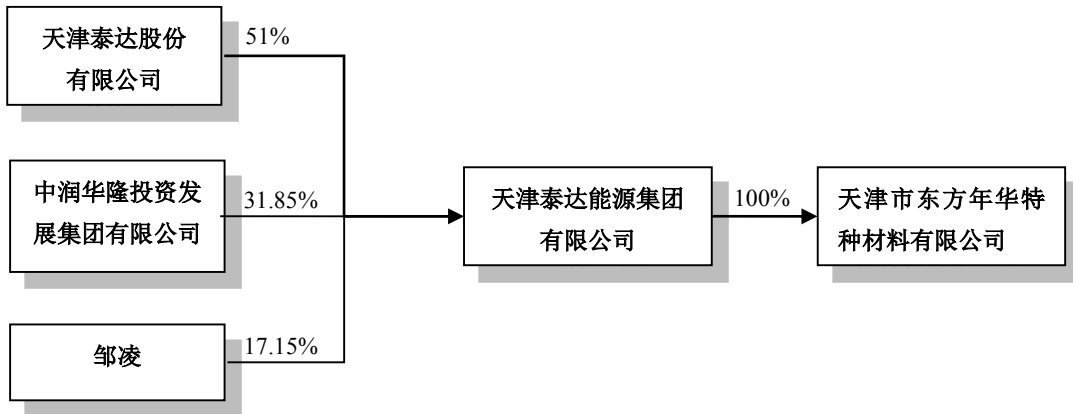 天津泰达股份
有限公司
51%
中润华隆投资发
展集团有限公司
31.85%
邹凌
17.15%
天津泰达能源集团
有限公司
100%
天津市东方年华特
种材料有限公司